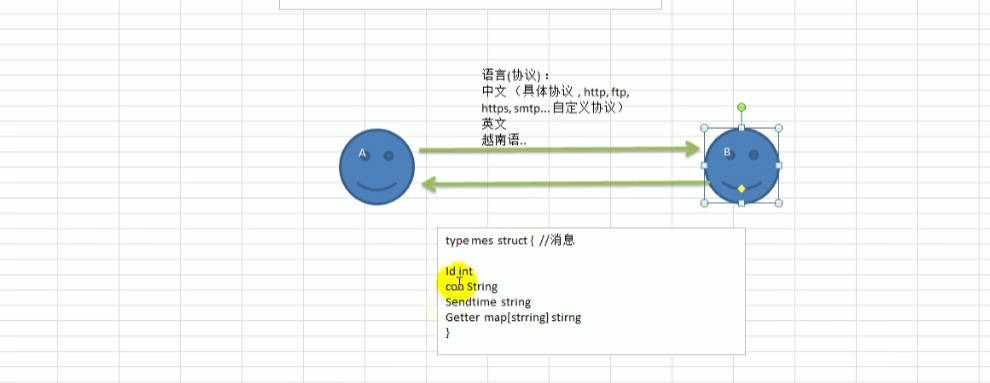 语言(协议)：
中文（具体协议 , http, ftp,
https, smtp... 自定义协议）
英文
越南语..
A
B
type mes struct { //消息
Id int
con String
Sendtime string
Getter map[strring] stirng
}